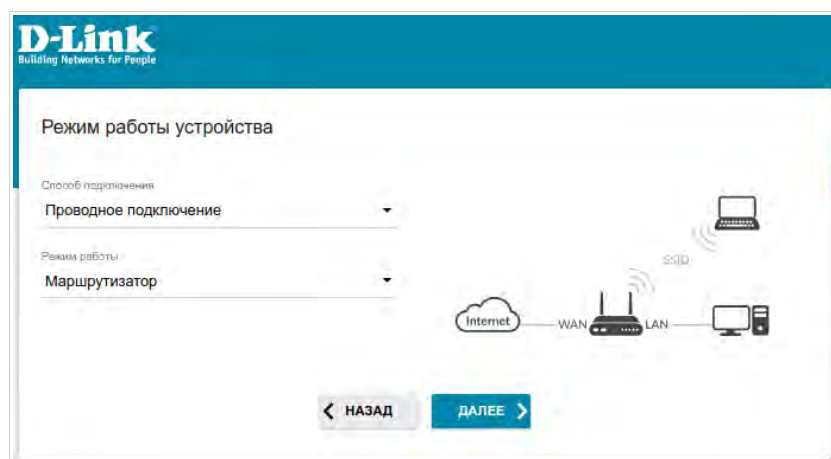 D-Link
Building Networks for People
Режим работы устройства
Способ подключения
Проводное подключение
Режим работы
Маршрутизатор
SSID
Internet
WAN
LAN
НАЗАД
ДАЛЕЕ